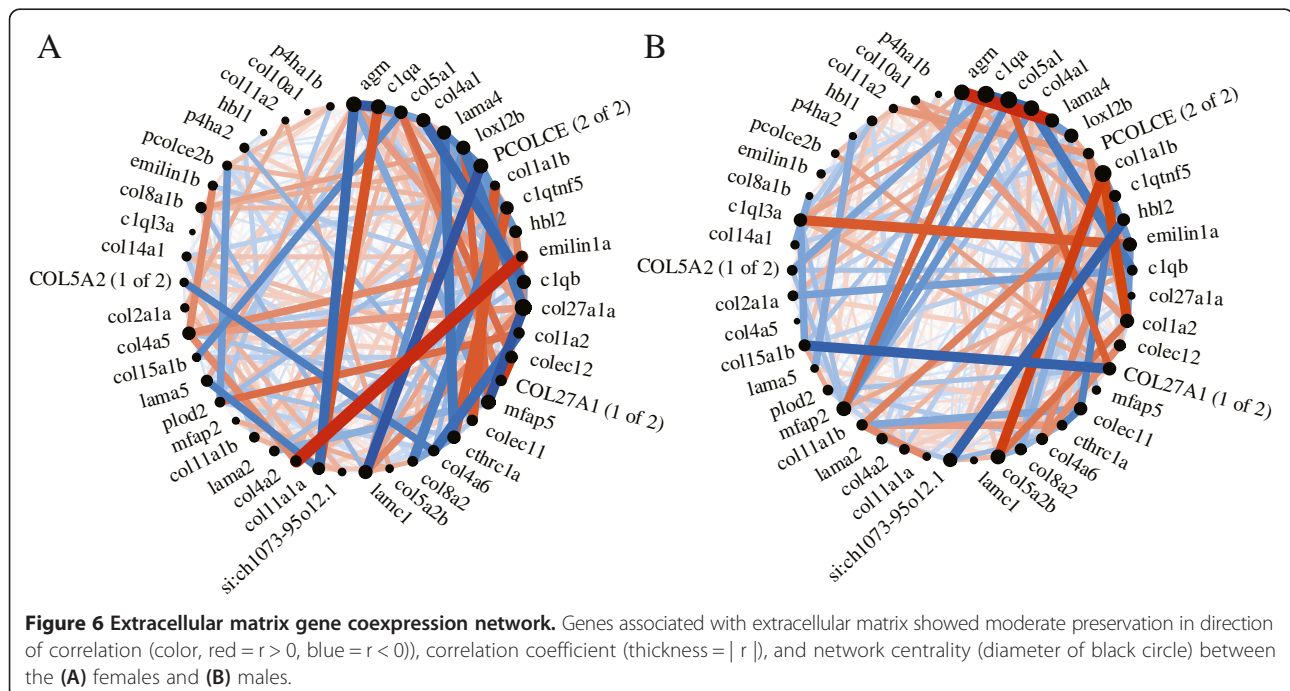 A
agrn
c1qa
col5a1
col4a1
lama4
loxl2b
PCOLCE (2 of 2)
col1a1b
c1qtnf5
hbl2
emilin1a
c1qb
col27a1a
col1a2
colec12
COL27A1 (1 of 2)
mfap5
colec11
cthrc1a
col4a6
col8a2
col5a2b
lamc1
si:ch1073-95o12.1
col11a1a
col4a2
lama2
col11a1b
mfap2
plod2
lama5
col15a1b
col4a5
col2a1a
COL5A2 (1 of 2)
col14a1
c1ql3a
col8a1b
emilin1b
pcolce2b
p4ha2
hbl1
col11a2
col10a1
p4ha1b
B
agrn
c1qa
col5a1
col4a1
lama4
loxl2b
PCOLCE (2 of 2)
col1a1b
c1qtnf5
hbl2
emilin1a
c1qb
col27a1a
col1a2
colec12
COL27A1 (1 of 2)
mfap5
colec11
cthrc1a
col4a6
col8a2
col5a2b
lamc1
si:ch1073-95o12.1
col11a1a
col4a2
lama2
col11a1b
mfap2
plod2
lama5
col15a1b
col4a5
col2a1a
COL5A2 (1 of 2)
col14a1
c1ql3a
col8a1b
emilin1b
pcolce2b
p4ha2
hbl1
col11a2
col10a1
p4ha1b
Figure 6 Extracellular matrix gene coexpression network. Genes associated with extracellular matrix showed moderate preservation in direction
of correlation (color, red = r > 0, blue = r < 0)), correlation coefficient (thickness = | r |), and network centrality (diameter of black circle) between
the (A) females and (B) males.